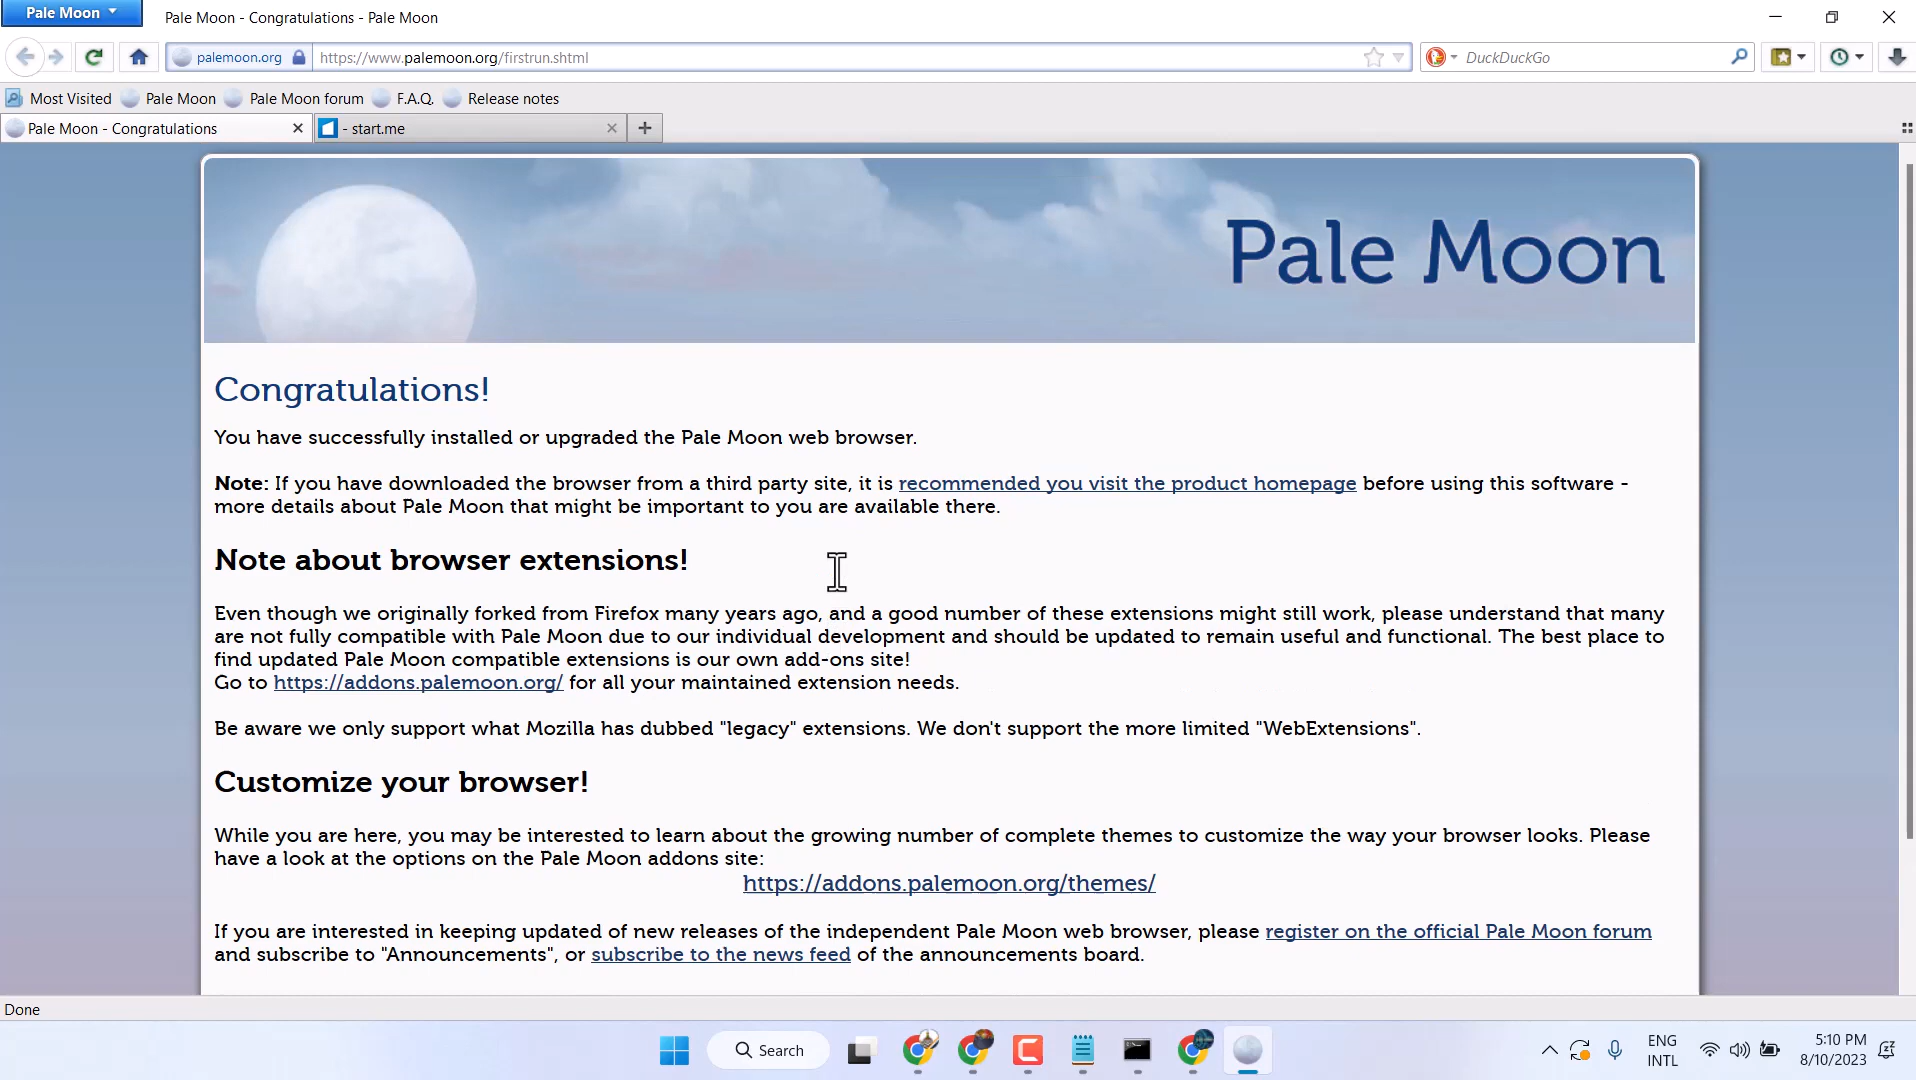 Pale Moon
Pale Moon - Congratulations - Pale Moon
palemoon.org
https://www.palemoon.org/firstrun.shtml
DuckDuckGo
Most Visited
Pale Moon
Pale Moon forum
F.A.Q.
Release notes
Pale Moon - Congratulations
- start.me
Pale Moon
Congratulations!
You have successfully installed or upgraded the Pale Moon web browser.
Note: If you have downloaded the browser from a third party site, it is recommended you visit the product homepage before using this software -
more details about Pale Moon that might be important to you are available there.
Note about browser extensions!
Even though we originally forked from Firefox many years ago, and a good number of these extensions might still work, please understand that many
are not fully compatible with Pale Moon due to our individual development and should be updated to remain useful and functional. The best place to
find updated Pale Moon compatible extensions is our own add-ons site!
Go to https://addons.palemoon.org/ for all your maintained extension needs.
Be aware we only support what Mozilla has dubbed "legacy" extensions. We don't support the more limited "WebExtensions".
Customize your browser!
While you are here, you may be interested to learn about the growing number of complete themes to customize the way your browser looks. Please
have a look at the options on the Pale Moon addons site:
https://addons.palemoon.org/themes/
If you are interested in keeping updated of new releases of the independent Pale Moon web browser, please register on the official Pale Moon forum
and subscribe to "Announcements", or subscribe to the news feed of the announcements board.
Done
Search
ENG
INTL
5:10 PM
8/10/2023